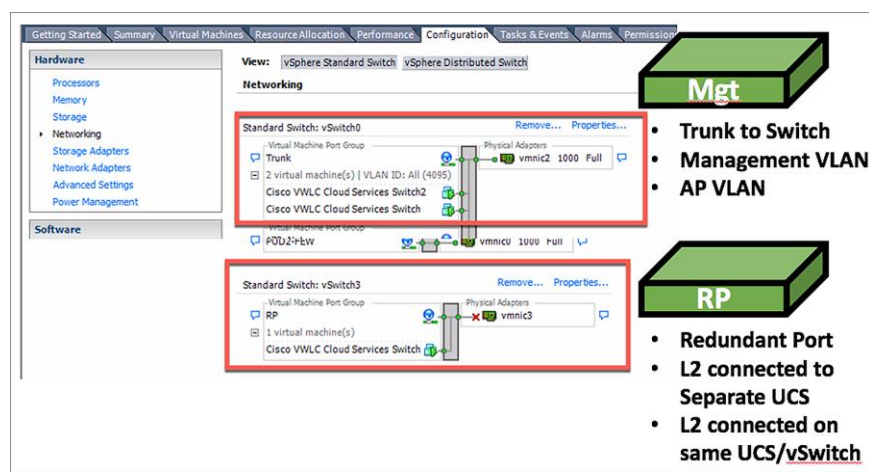 Getting Started Summary Virtual Machines Resource Allocation Performance Configuration Tasks & Events Alarms Permission
Hardware
Processors
Memory
Storage
Networking
Storage Adapters
Network Adapters
Advanced Settings
Power Management
Software
View: vSphere Standard Switch vSphere Distributed Switch
Networking
Standard Switch: vSwitch0 Remove... Properties...
Virtual Machine Port Group Physical Adapters
Trunk vmnic2 1000 Full
2 virtual machine(s) | VLAN ID: All (4095)
Cisco VWLC Cloud Services Switch2
Cisco VWLC Cloud Services Switch
Virtual Machine Port Group
vmnic0 1000 Full
Standard Switch: vSwitch3 Remove... Properties...
Virtual Machine Port Group Physical Adapters
RP vmnic3
1 virtual machine(s)
Cisco VWLC Cloud Services Switch
Mgt
• Trunk to Switch
• Management VLAN
• AP VLAN
RP
• Redundant Port
• L2 connected to
Separate UCS
• L2 connected on
same UCS/vSwitch